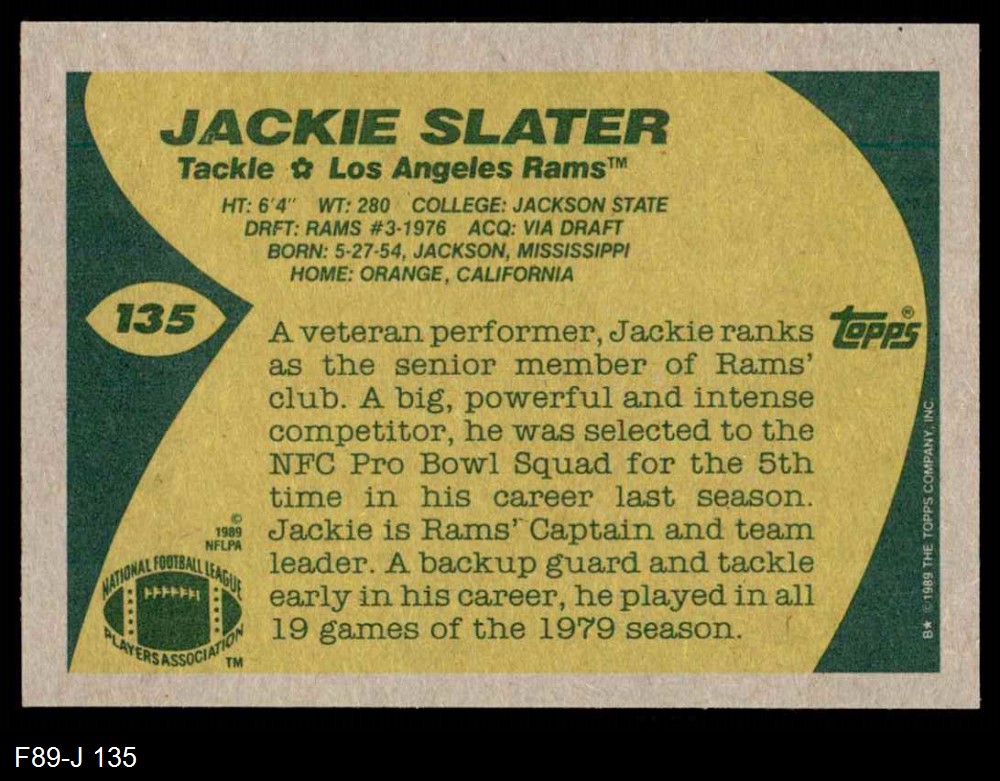 JACKIE SLATER
Tackle ✿ Los Angeles Rams™
HT: 6'4" WT: 280 COLLEGE: JACKSON STATE
DRFT: RAMS #3-1976 ACQ: VIA DRAFT
BORN: 5-27-54, JACKSON, MISSISSIPPI
HOME: ORANGE, CALIFORNIA
135
A veteran performer, Jackie ranks
as the senior member of Rams'
club. A big, powerful and intense
competitor, he was selected to the
NFC Pro Bowl Squad for the 5th
time in his career last season.
Jackie is Rams' Captain and team
leader. A backup guard and tackle
early in his career, he played in all
19 games of the 1979 season.
topps®
©
1989
NFLPA
NATIONAL FOOTBALL LEAGUE
PLAYERS ASSOCIATION
TM
B★ ©1989 THE TOPPS COMPANY, INC.
F89-J 135